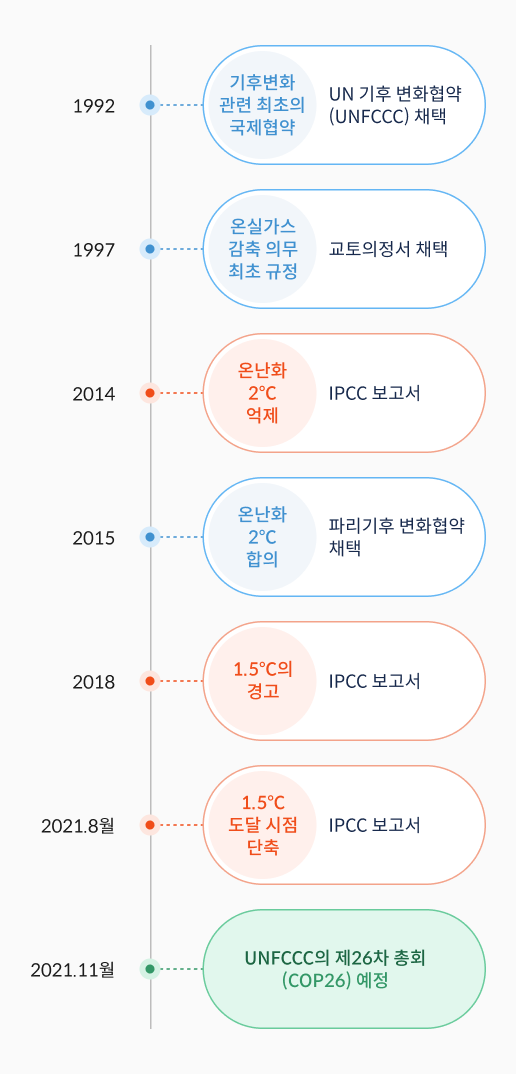 1992
기후변화
관련 최초의
국제협약
UN 기후 변화협약
(UNFCCC) 채택
1997
온실가스
감축 의무
최초 규정
교토의정서 채택
2014
온난화
2℃
억제
IPCC 보고서
2015
온난화
2℃
합의
파리기후 변화협약
채택
2018
1.5℃의
경고
IPCC 보고서
2021.8월
1.5℃
도달 시점
단축
IPCC 보고서
2021.11월
UNFCCC의 제26차 총회
(COP26) 예정